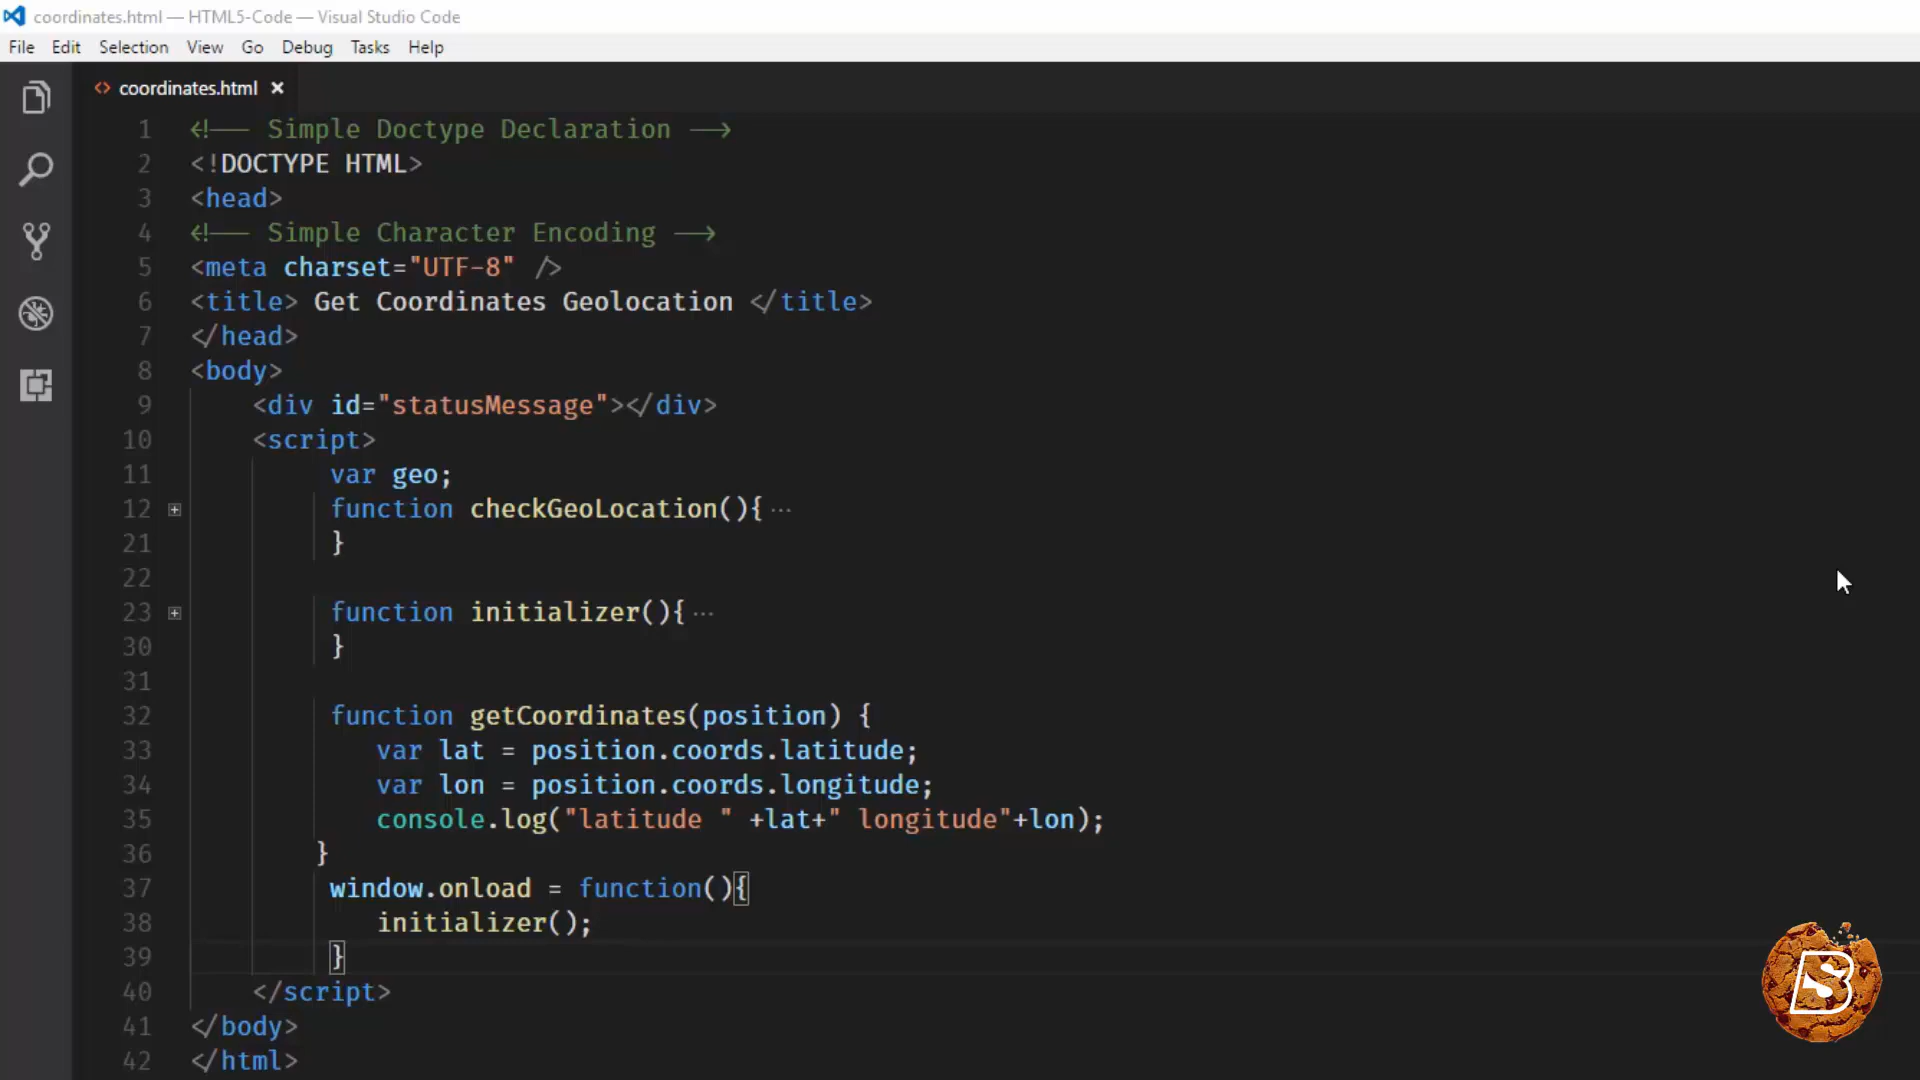 coordinates.html — HTML5-Code — Visual Studio Code
File Edit Selection View Go Debug Tasks Help
coordinates.html
1 <!-- Simple Doctype Declaration -->
2 <!DOCTYPE HTML>
3 <head>
4 <!-- Simple Character Encoding -->
5 <meta charset="UTF-8" />
6 <title> Get Coordinates Geolocation </title>
7 </head>
8 <body>
9 <div id="statusMessage"></div>
10 <script>
11 var geo;
12 function checkGeoLocation(){ ...
21 }
22
23 function initializer(){ ...
30 }
31
32 function getCoordinates(position) {
33 var lat = position.coords.latitude;
34 var lon = position.coords.longitude;
35 console.log("latitude " +lat+" longitude"+lon);
36 }
37 window.onload = function(){
38 initializer();
39 }
40 </script>
41 </body>
42 </html>
BS